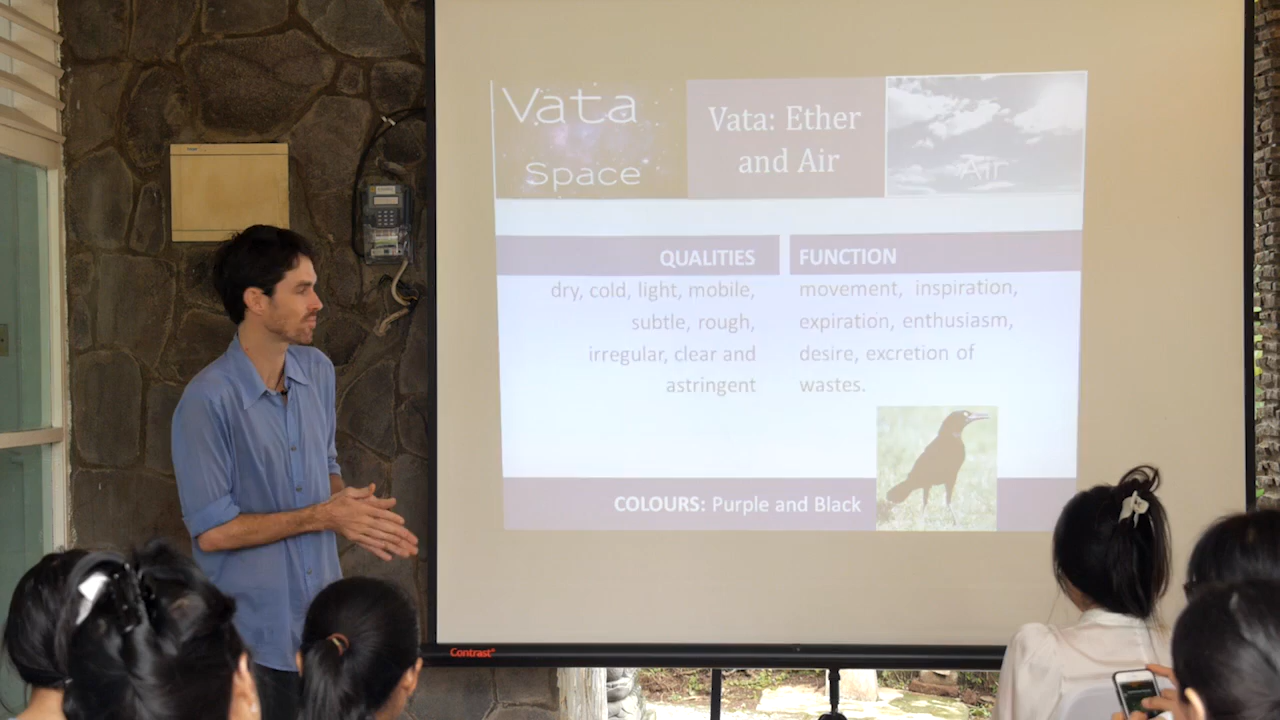 Vata
Space
Vata: Ether
and Air
Air
QUALITIES
dry, cold, light, mobile,
subtle, rough,
irregular, clear and
astringent
FUNCTION
movement, inspiration,
expiration, enthusiasm,
desire, excretion of
wastes.
COLOURS: Purple and Black
Contrast